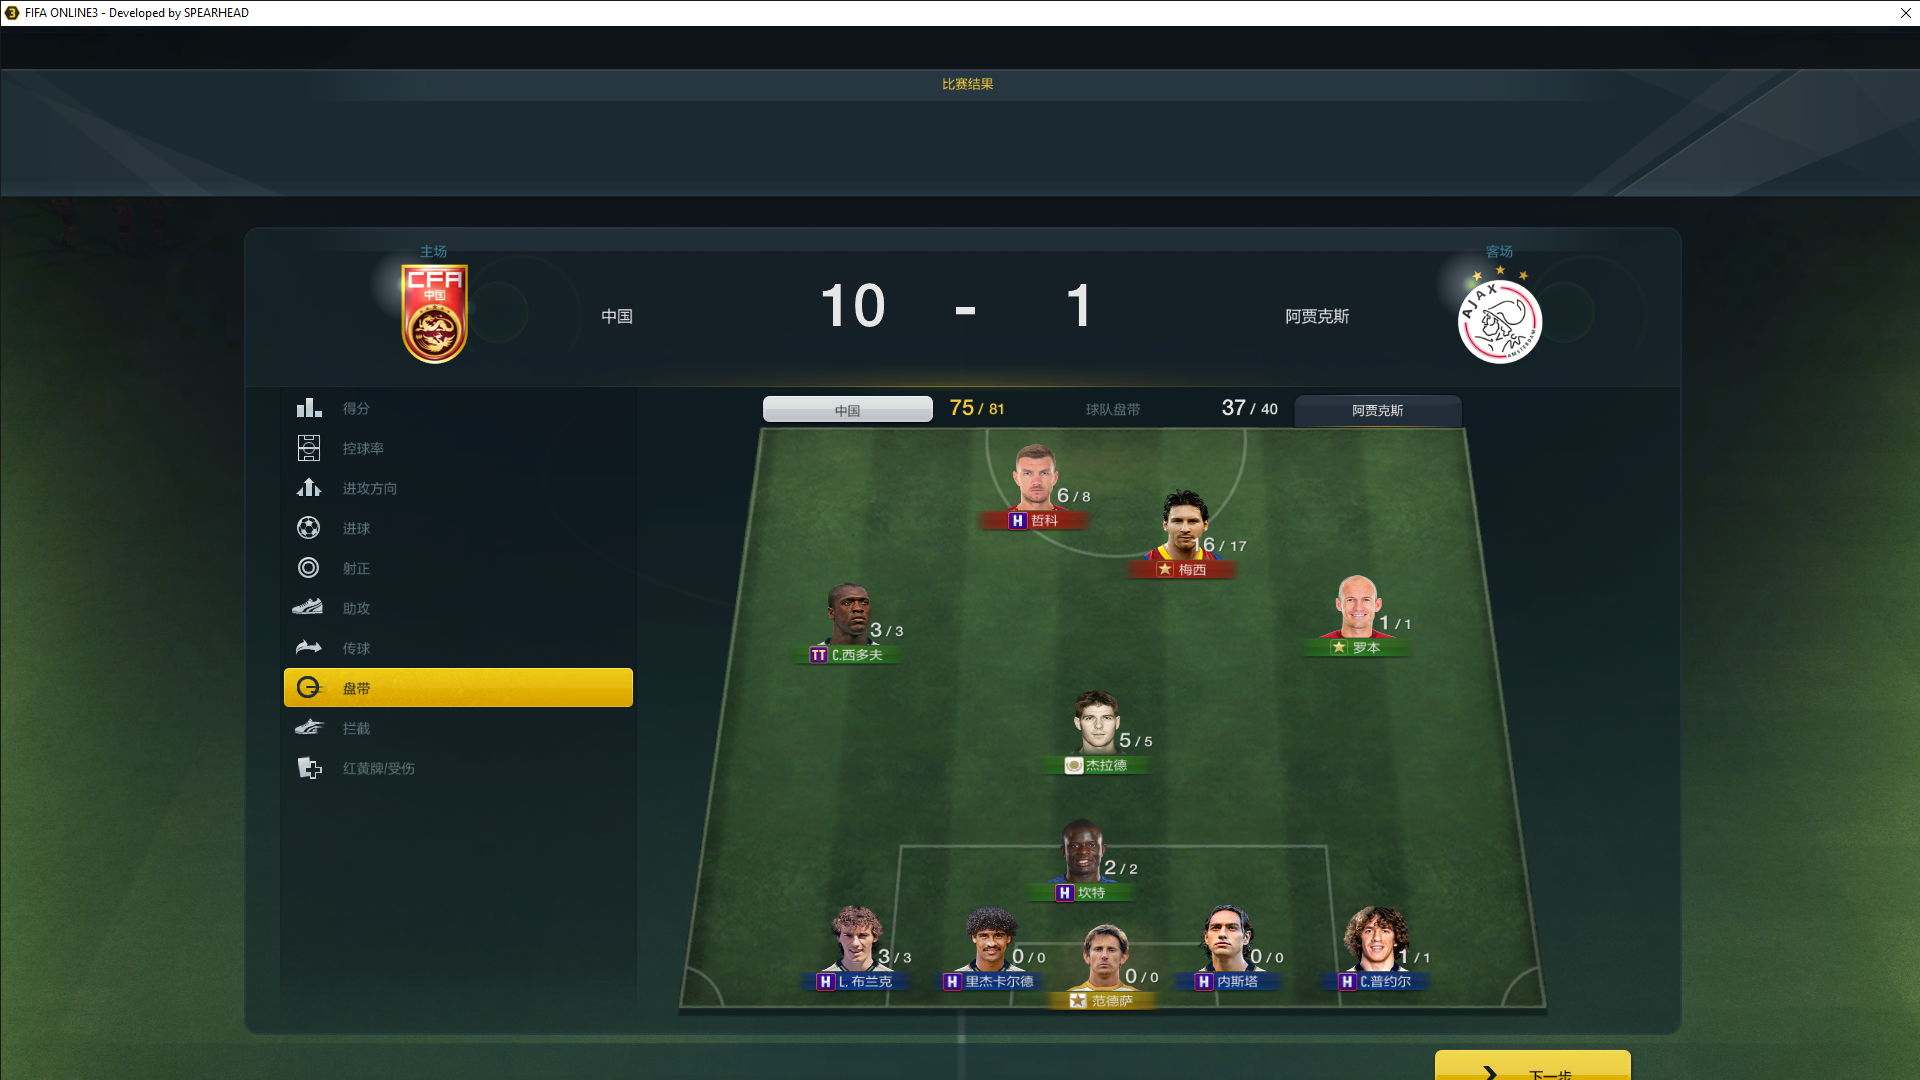 FIFA ONLINE3 - Developed by SPEARHEAD
比赛结果
主场
客场
CFA
中国
AJAX
AMSTERDAM
中国
10 - 1
阿贾克斯
得分
控球率
进攻方向
进球
射正
助攻
传球
盘带
拦截
红黄牌/受伤
中国
75 / 81
球队盘带
37 / 40
阿贾克斯
6 / 8
H 哲科
16 / 17
梅西
3 / 3
TT C.西多夫
1 / 1
罗本
5 / 5
杰拉德
2 / 2
H 坎特
3 / 3
H L. 布兰克
0 / 0
H 里杰卡尔德
0 / 0
范德萨
0 / 0
H 内斯塔
1 / 1
H C.普约尔
下一步